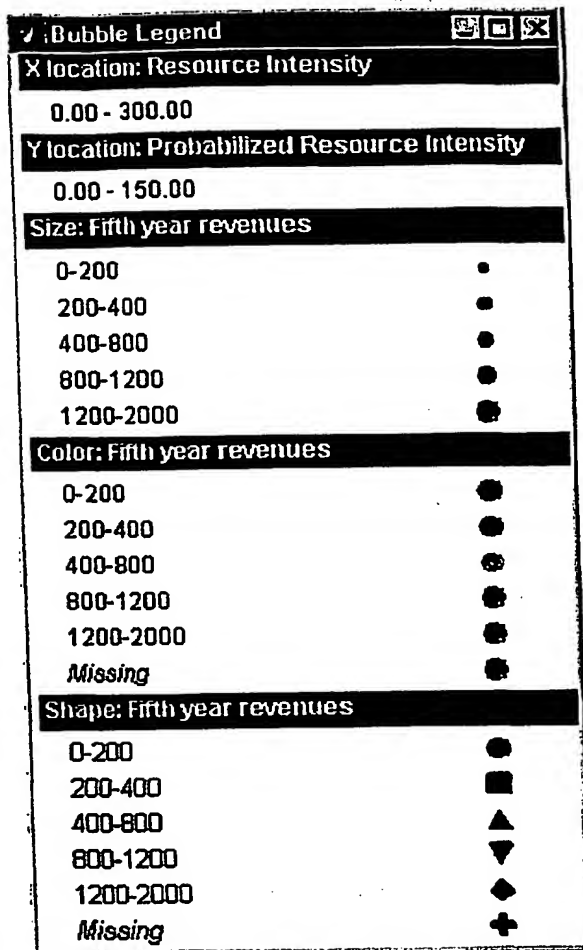 Bubble Legend
X location: Resource Intensity
0.00 - 300.00
Y location: Probabilized Resource Intensity
0.00 - 150.00
Size: Fifth year revenues
0-200
200-400
400-800
800-1200
1200-2000
Color: Fifth year revenues
0-200
200-400
400-800
800-1200
1200-2000
Missing
Shape: Fifth year revenues
0-200
200-400
400-800
800-1200
1200-2000
Missing